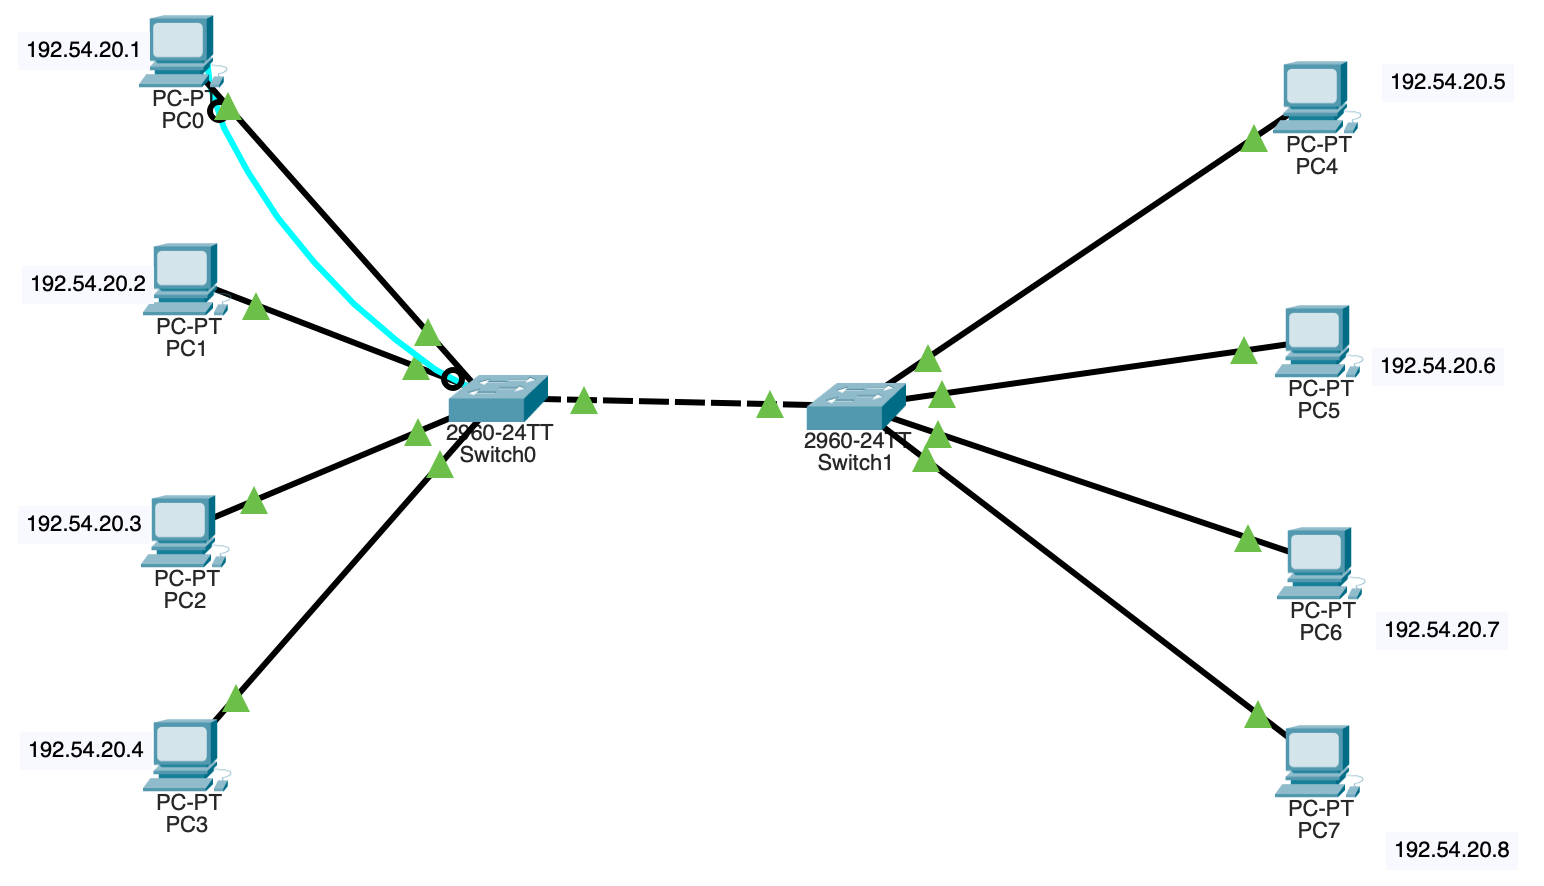 192.54.20.1
PC-PT
PC0
192.54.20.2
PC-PT
PC1
192.54.20.3
PC-PT
PC2
192.54.20.4
PC-PT
PC3
2960-24TT
Switch0
2960-24TT
Switch1
192.54.20.5
PC-PT
PC4
192.54.20.6
PC-PT
PC5
PC-PT
PC6
192.54.20.7
PC-PT
PC7
192.54.20.8